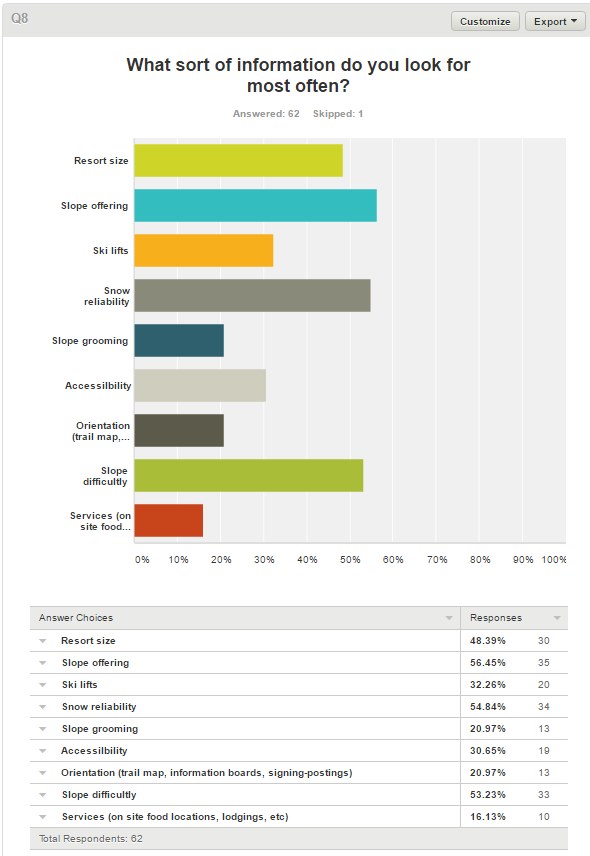 Q8
Customize
Export
What sort of information do you look for
most often?
Answered: 62 Skipped: 1
Resort size
Slope offering
Ski lifts
Snow
reliability
Slope grooming
Accessilbility
Orientation
(trail map,...
Slope
difficultly
Services (on
site food...
0% 10% 20% 30% 40% 50% 60% 70% 80% 90% 100%
Answer Choices Responses
Resort size 48.39% 30
Slope offering 56.45% 35
Ski lifts 32.26% 20
Snow reliability 54.84% 34
Slope grooming 20.97% 13
Accessilbility 30.65% 19
Orientation (trail map, information boards, signing-postings) 20.97% 13
Slope difficultly 53.23% 33
Services (on site food locations, lodgings, etc) 16.13% 10
Total Respondents: 62